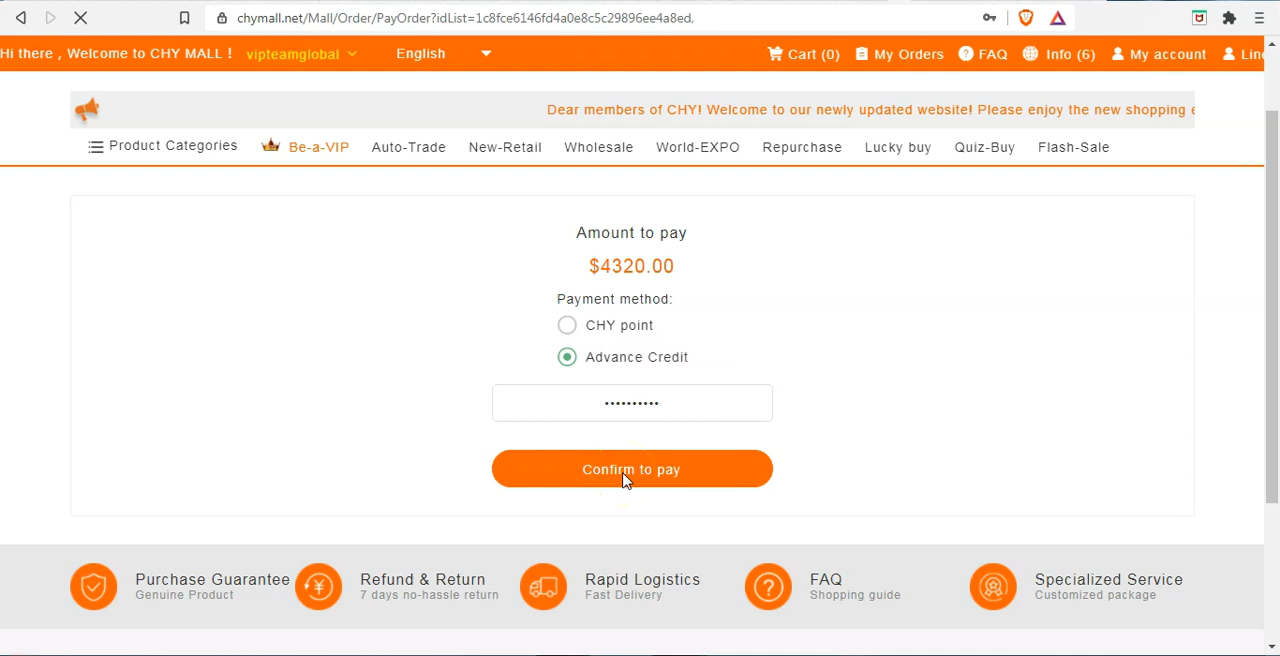 chymall.net/Mall/Order/PayOrder?idList=1c8fce6146fd4a0e8c5c29896ee4a8ed,
Hi there , Welcome to CHY MALL ! vipteamglobal English Cart (0) My Orders FAQ Info (6) My account
Dear members of CHY! Welcome to our newly updated website! Please enjoy the new shopping
Product Categories Be-a-VIP Auto-Trade New-Retail Wholesale World-EXPO Repurchase Lucky buy Quiz-Buy Flash-Sale
Amount to pay
$4320.00
Payment method:
CHY point
Advance Credit
••••••••••
Confirm to pay
Purchase Guarantee Refund & Return Rapid Logistics FAQ Specialized Service
Genuine Product 7 days no-hassle return Fast Delivery Shopping guide Customized package